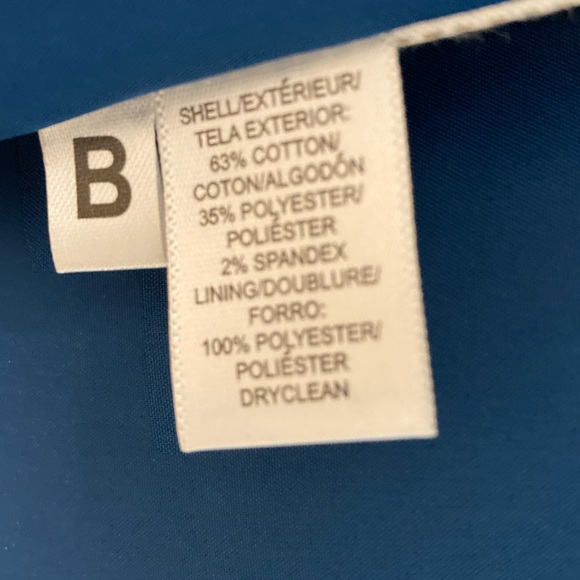 B
SHELL/EXTÉRIEUR/
TELA EXTERIOR:
63% COTTON/
COTON/ALGODÓN
35% POLYESTER/
POLIÉSTER
2% SPANDEX
LINING/DOUBLURE/
FORRO:
100% POLYESTER/
POLIÉSTER
DRYCLEAN